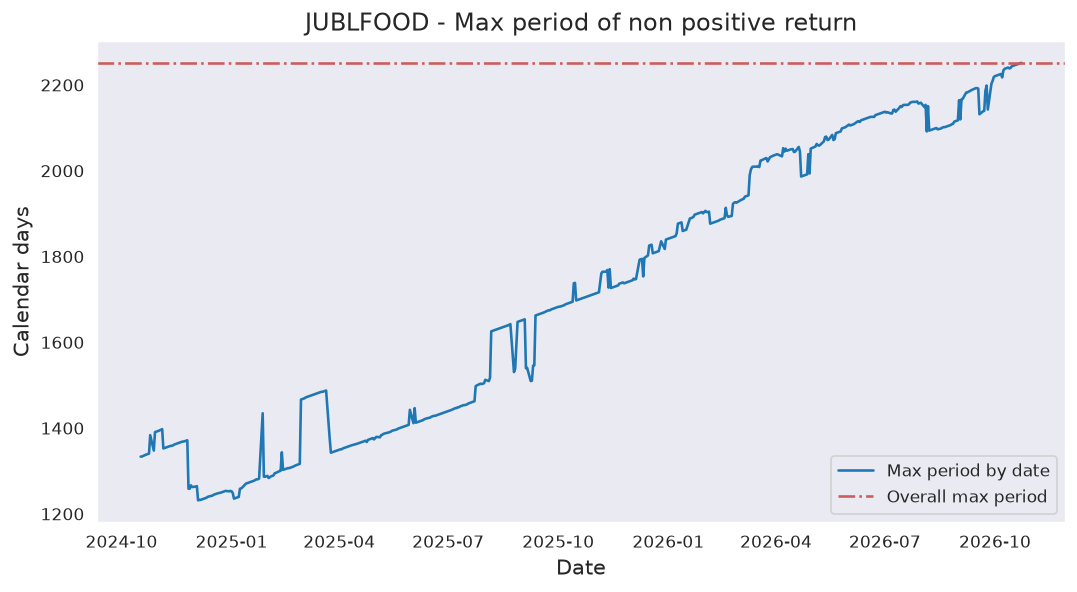 JUBLFOOD - Max period of non positive return
Calendar days
2200
2000
1800
1600
1400
1200
2024-10 2025-01 2025-04 2025-07 2025-10 2026-01 2026-04 2026-07 2026-10
Date
Max period by date
Overall max period